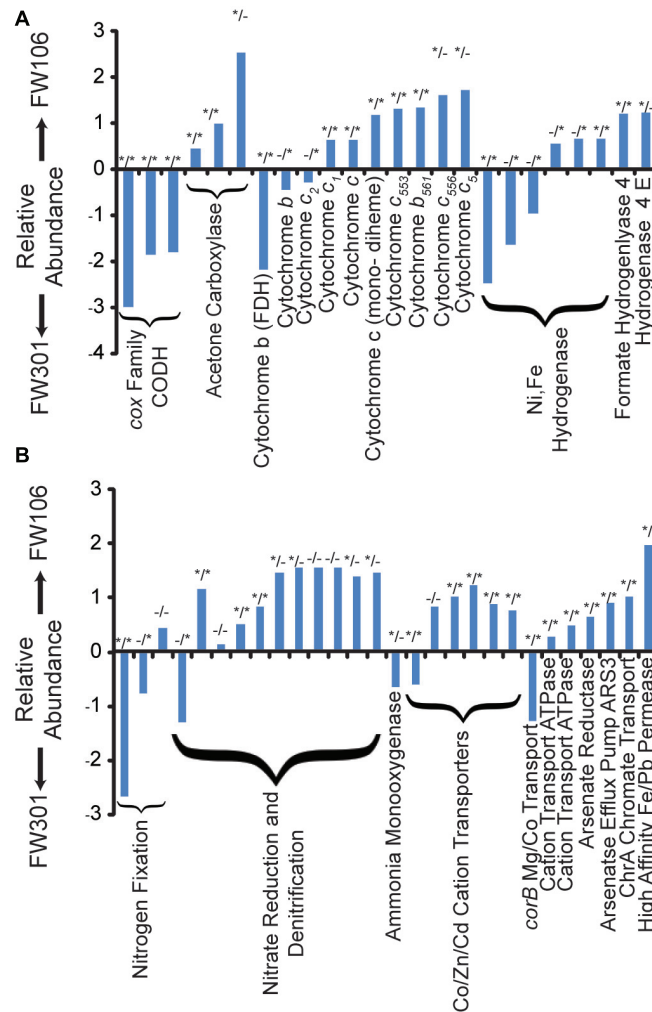 A
3
2
1
0
-1
-2
-3
-4
FW301 Relative Abundance FW106
*/* */* */* */* */* */- */* -/* -/* */* */* */* */* */* */- */- */* -/* -/* -/* -/* */* */* */-
cox Family
CODH
Acetone Carboxylase
Cytochrome b (FDH)
Cytochrome b
Cytochrome c2
Cytochrome c1
Cytochrome c
Cytochrome c (mono- diheme)
Cytochrome c553
Cytochrome b561
Cytochrome c556
Cytochrome c5
Ni,Fe
Hydrogenase
Formate Hydrogenlyase 4
Hydrogenase 4 E
B
3
2
1
0
-1
-2
-3
FW301 Relative Abundance FW106
*/* -/* -/- -/* */* -/- */* */* */- */- -/- -/- */- */- */- */* -/- */* */* */* */* */* */* */* */* */* */* */*
Nitrogen Fixation
Nitrate Reduction and
Denitrification
Ammonia Monooxygenase
Co/Zn/Cd Cation Transporters
corB Mg/Co Transport
Cation Transport ATPase
Cation Transport ATPase
Arsenate Reductase
Arsenatse Efflux Pump ARS3
ChrA Chromate Transport
High Affinity Fe/Pb Permease